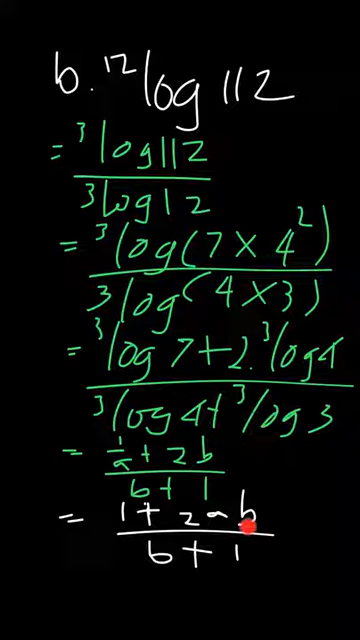 b. ¹²log 112
= ³log 112 / ³log 12
= ³log(7 × 4²) / ³log(4 × 3)
= ³log 7 + 2. ³log 4 / ³log 4 + ³log 3
= 1/a + 2b / b + 1
= 1 + 2ab / b + 1